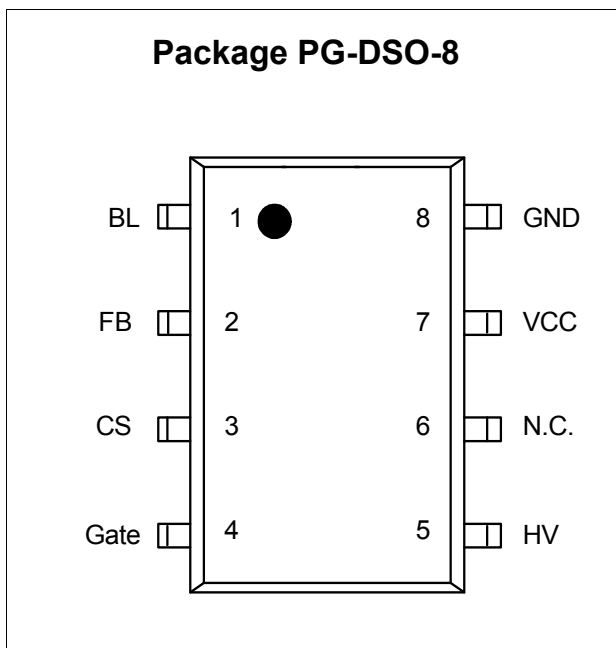 Package PG-DSO-8
BL 1 8 GND
FB 2 7 VCC
CS 3 6 N.C.
Gate 4 5 HV